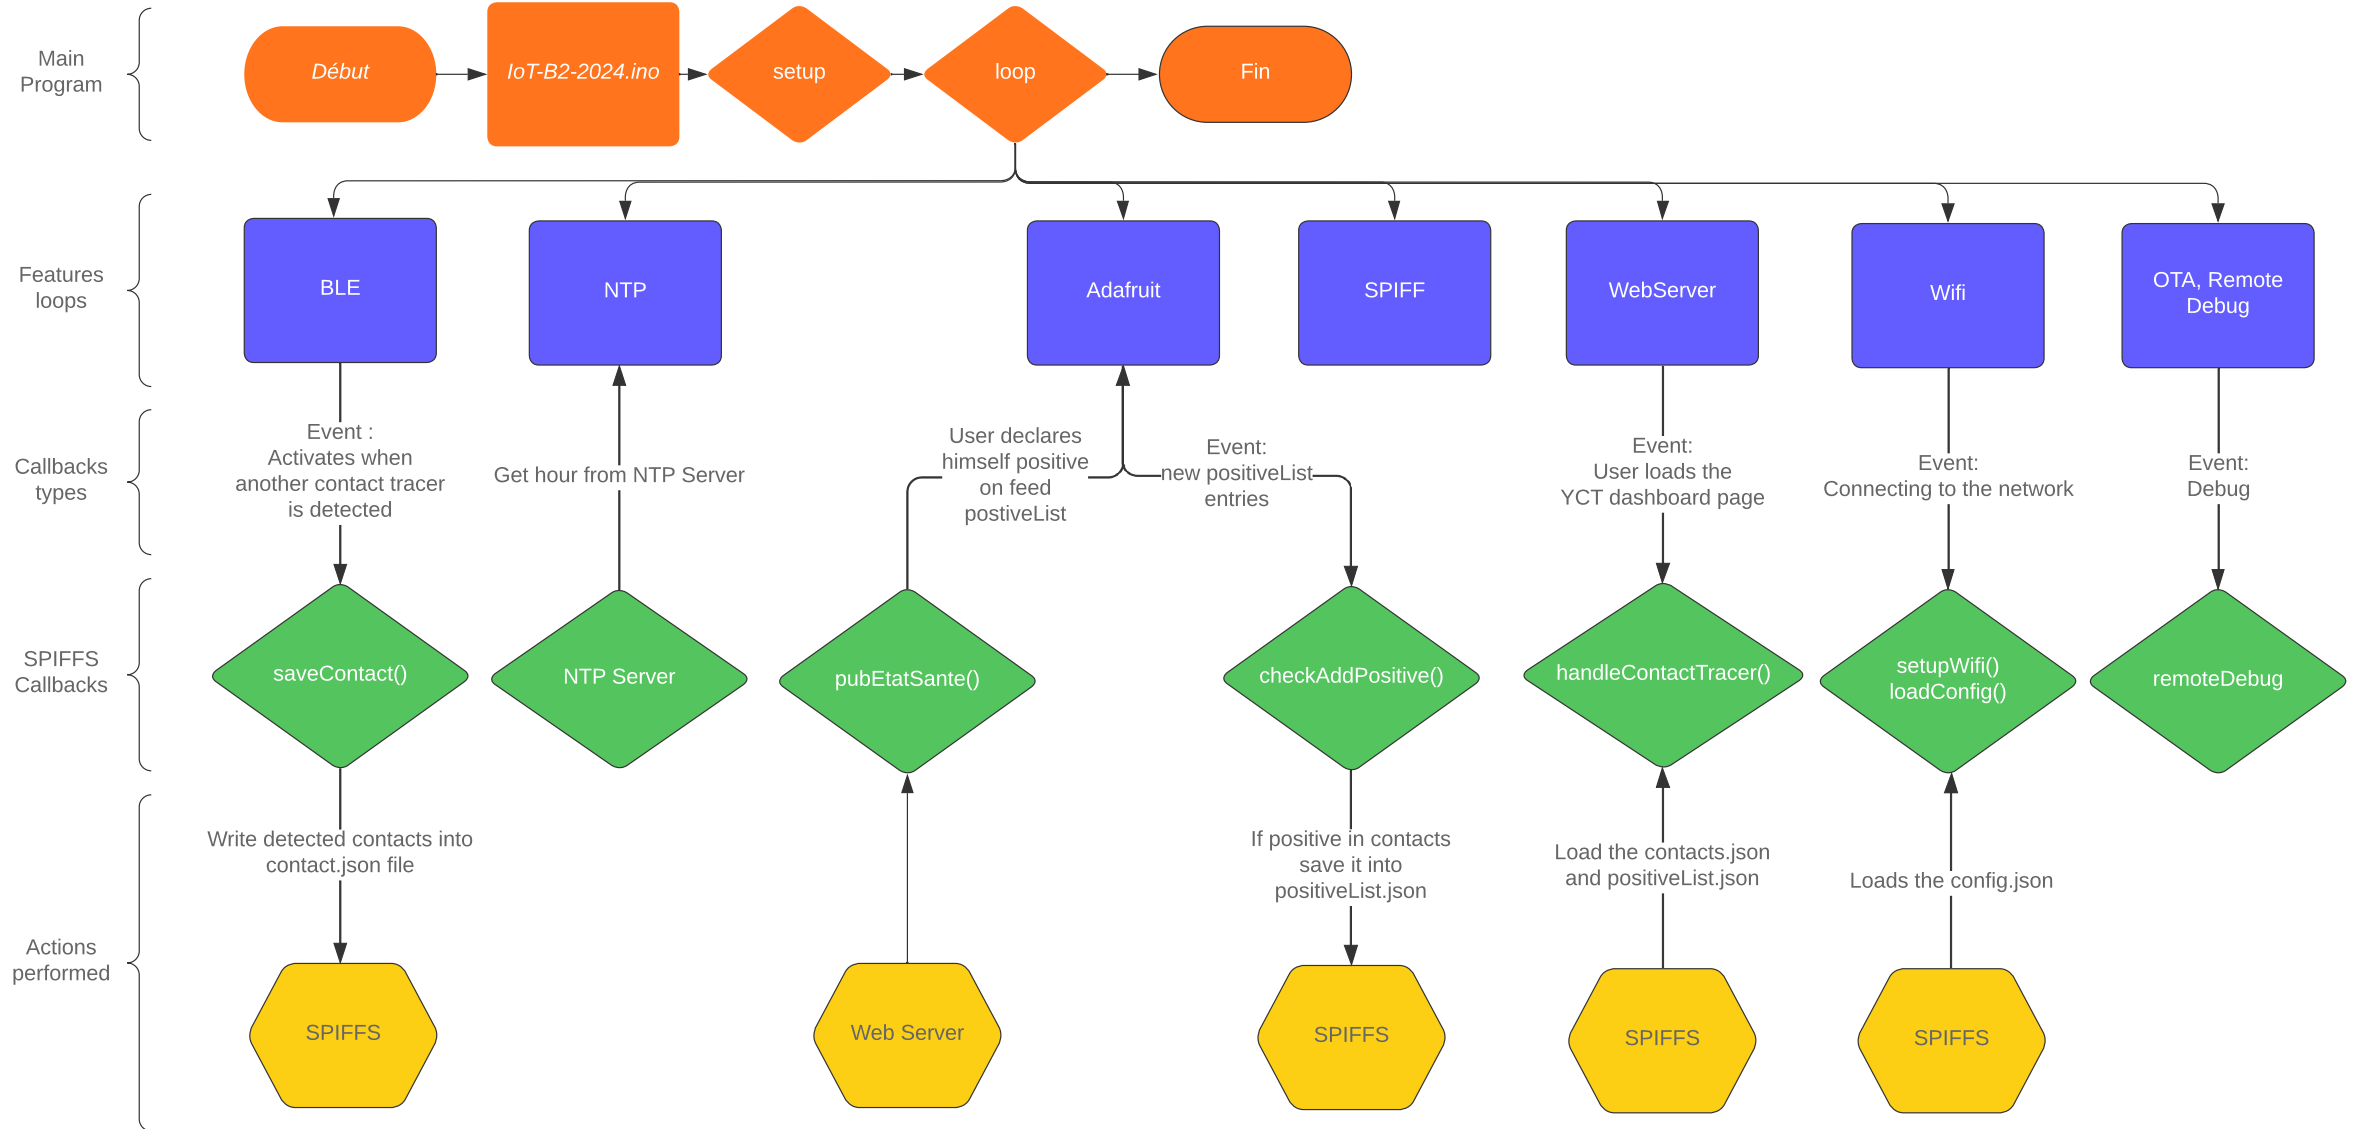 Main
Program
Début
IoT-B2-2024.ino
setup
loop
Fin
Features
loops
BLE
NTP
Adafruit
SPIFF
WebServer
Wifi
OTA, Remote
Debug
Callbacks
types
Event :
Activates when
another contact tracer
is detected
Get hour from NTP Server
User declares
himself positive
on feed
postiveList
Event:
new positiveList
entries
Event:
User loads the
YCT dashboard page
Event:
Connecting to the network
Event:
Debug
SPIFFS
Callbacks
saveContact()
NTP Server
pubEtatSante()
checkAddPositive()
handleContactTracer()
setupWifi()
loadConfig()
remoteDebug
Actions
performed
Write detected contacts into
contact.json file
If positive in contacts
save it into
positiveList.json
Load the contacts.json
and positiveList.json
Loads the config.json
SPIFFS
Web Server
SPIFFS
SPIFFS
SPIFFS